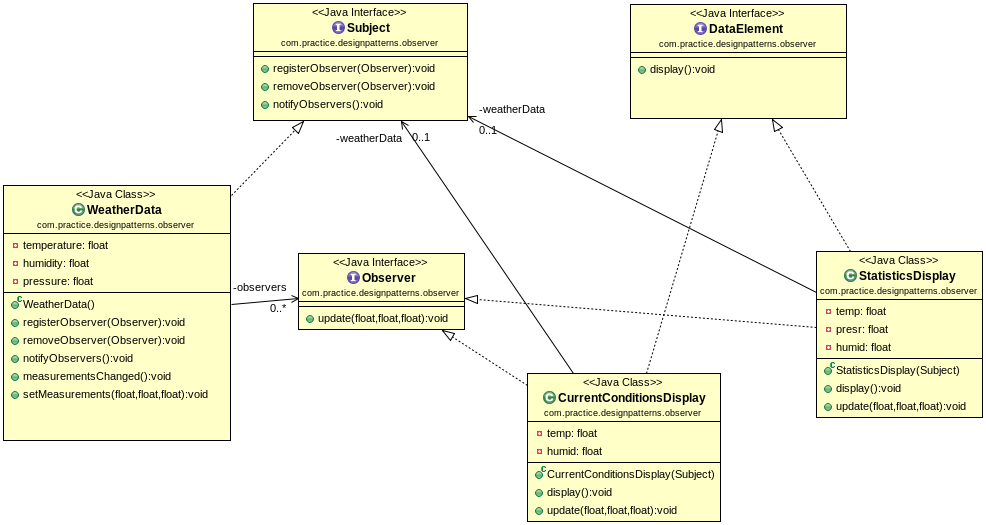 <<Java Interface>>
Subject
com.practice.designpatterns.observer
registerObserver(Observer):void
removeObserver(Observer):void
notifyObservers():void
<<Java Interface>>
DataElement
com.practice.designpatterns.observer
display():void
-weatherData
0..1
-weatherData
0..1
<<Java Class>>
WeatherData
com.practice.designpatterns.observer
temperature: float
humidity: float
pressure: float
WeatherData()
registerObserver(Observer):void
removeObserver(Observer):void
notifyObservers():void
measurementsChanged():void
setMeasurements(float,float,float):void
-observers
0..*
<<Java Interface>>
Observer
com.practice.designpatterns.observer
update(float,float,float):void
<<Java Class>>
StatisticsDisplay
com.practice.designpatterns.observer
temp: float
presr: float
humid: float
StatisticsDisplay(Subject)
display():void
update(float,float,float):void
<<Java Class>>
CurrentConditionsDisplay
com.practice.designpatterns.observer
temp: float
humid: float
CurrentConditionsDisplay(Subject)
display():void
update(float,float,float):void